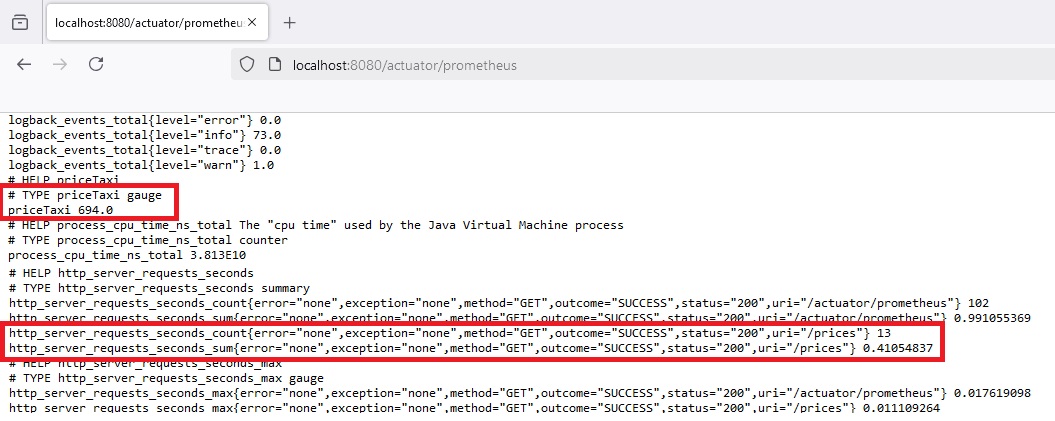 localhost:8080/actuator/prometheus
localhost:8080/actuator/prometheus
logback_events_total{level="error"} 0.0
logback_events_total{level="info"} 73.0
logback_events_total{level="trace"} 0.0
logback_events_total{level="warn"} 1.0
# HELP priceTaxi
# TYPE priceTaxi gauge
priceTaxi 694.0
# HELP process_cpu_time_ns_total The "cpu time" used by the Java Virtual Machine process
# TYPE process_cpu_time_ns_total counter
process_cpu_time_ns_total 3.813E10
# HELP http_server_requests_seconds
# TYPE http_server_requests_seconds summary
http_server_requests_seconds_count{error="none",exception="none",method="GET",outcome="SUCCESS",status="200",uri="/actuator/prometheus"} 102
http_server_requests_seconds_sum{error="none",exception="none",method="GET",outcome="SUCCESS",status="200",uri="/actuator/prometheus"} 0.991055369
http_server_requests_seconds_count{error="none",exception="none",method="GET",outcome="SUCCESS",status="200",uri="/prices"} 13
http_server_requests_seconds_sum{error="none",exception="none",method="GET",outcome="SUCCESS",status="200",uri="/prices"} 0.41054837
# HELP http_server_requests_seconds_max
# TYPE http_server_requests_seconds_max gauge
http_server_requests_seconds_max{error="none",exception="none",method="GET",outcome="SUCCESS",status="200",uri="/actuator/prometheus"} 0.017619098
http_server_requests_seconds_max{error="none",exception="none",method="GET",outcome="SUCCESS",status="200",uri="/prices"} 0.011109264